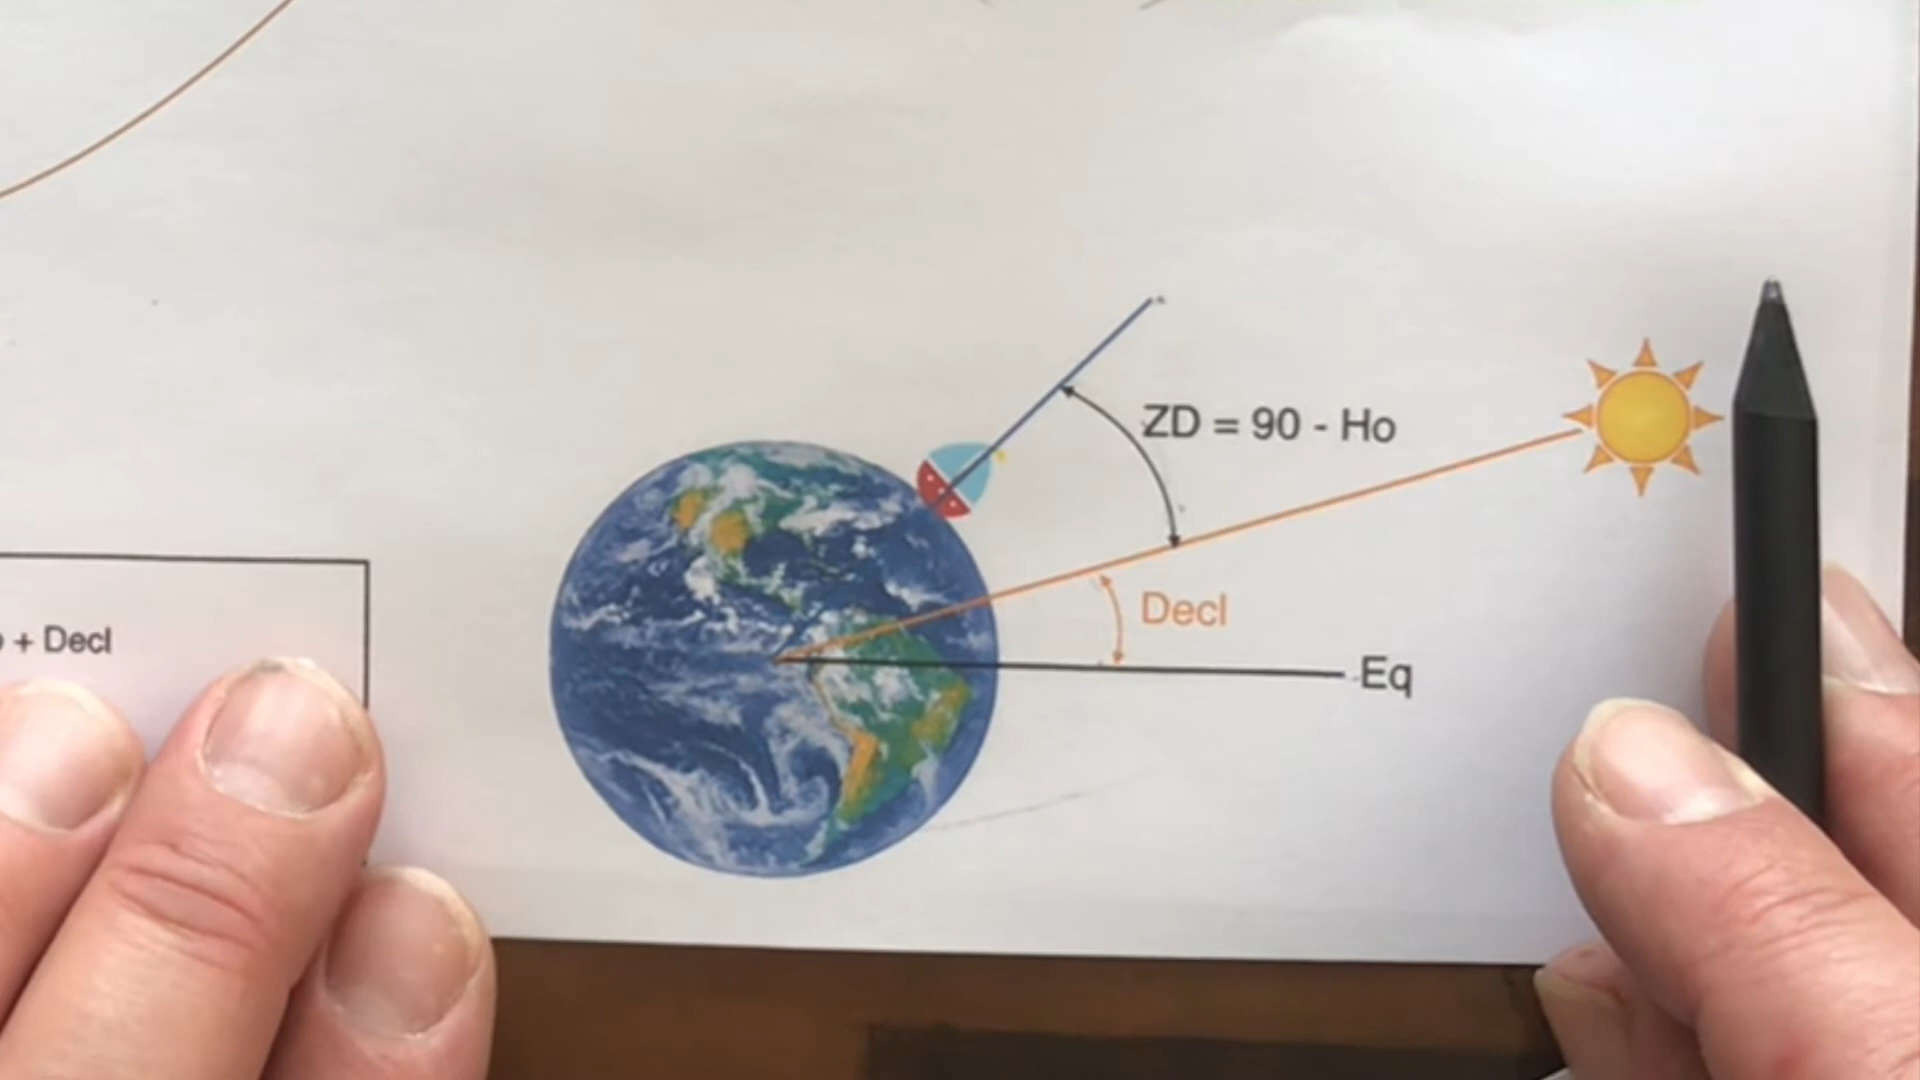 ZD = 90 - Ho
Decl
+ Decl
Eq